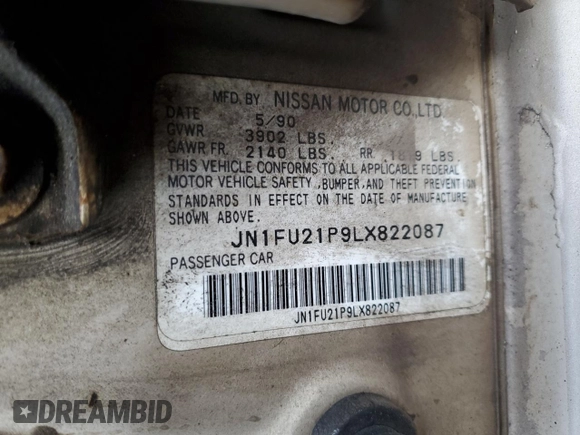 MFD. BY NISSAN MOTOR CO., LTD
DATE 5/90
GVWR 3902 LBS.
GAWR FR. 2140 LBS. RR. LBS.
THIS VEHICLE CONFORMS TO ALL APPLICABLE FEDERAL
MOTOR VEHICLE SAFETY, BUMPER, AND THEFT PREVENTION
STANDARDS IN EFFECT ON THE DATE OF MANUFACTURE
SHOWN ABOVE.
JN1FU21P9LX822087
PASSENGER CAR
JN1FU21P9LX822087
DREAMBID